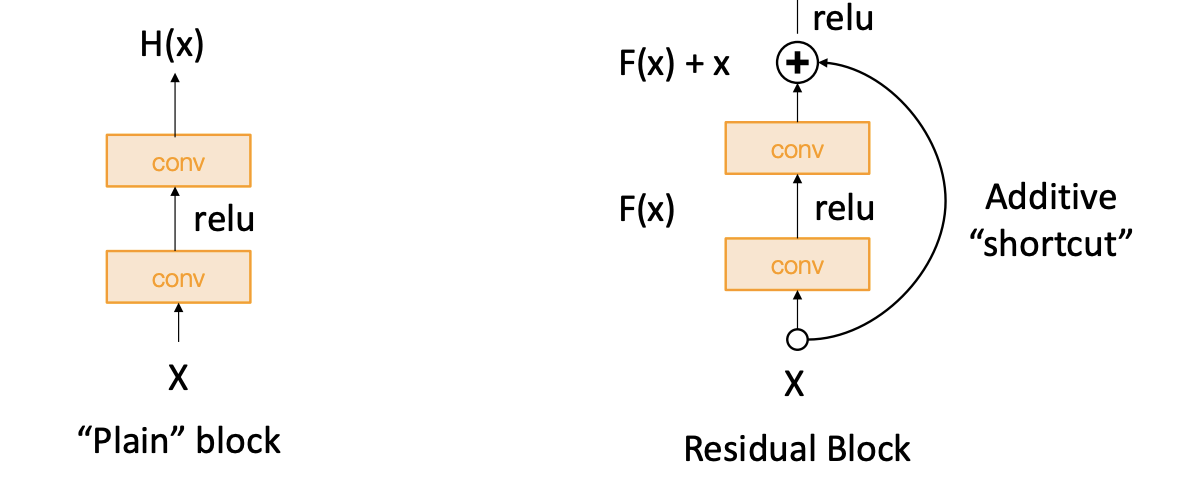 H(x)
conv
relu
conv
X
“Plain” block
relu
F(x) + x
conv
F(x)
relu
conv
X
Additive
“shortcut”
Residual Block